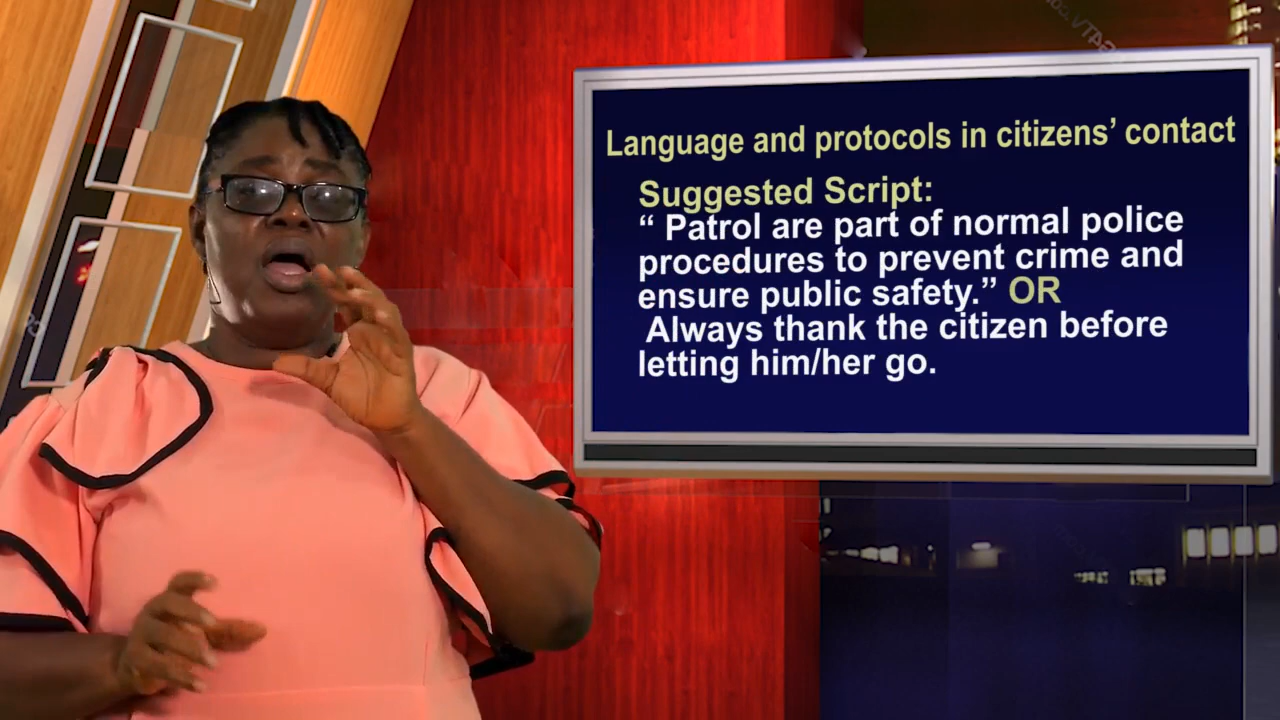 Language and protocols in citizens’ contact
Suggested Script:
“ Patrol are part of normal police
procedures to prevent crime and
ensure public safety.” OR
Always thank the citizen before
letting him/her go.